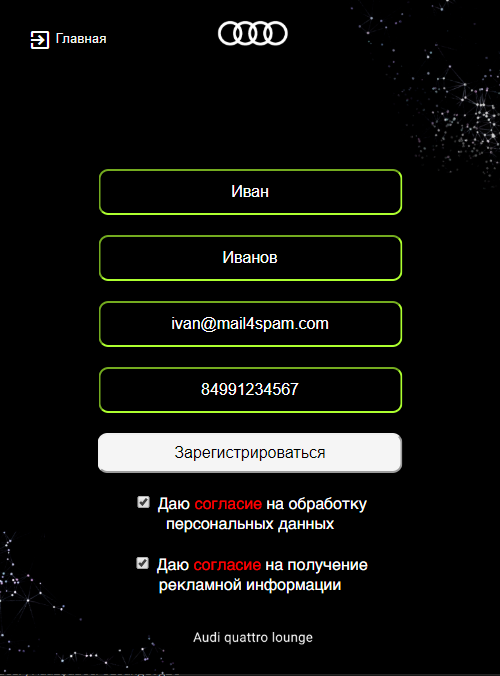 Главная
Иван
Иванов
ivan@mail4spam.com
84991234567
Зарегистрироваться
Даю согласие на обработку
персональных данных
Даю согласие на получение
рекламной информации
Audi quattro lounge